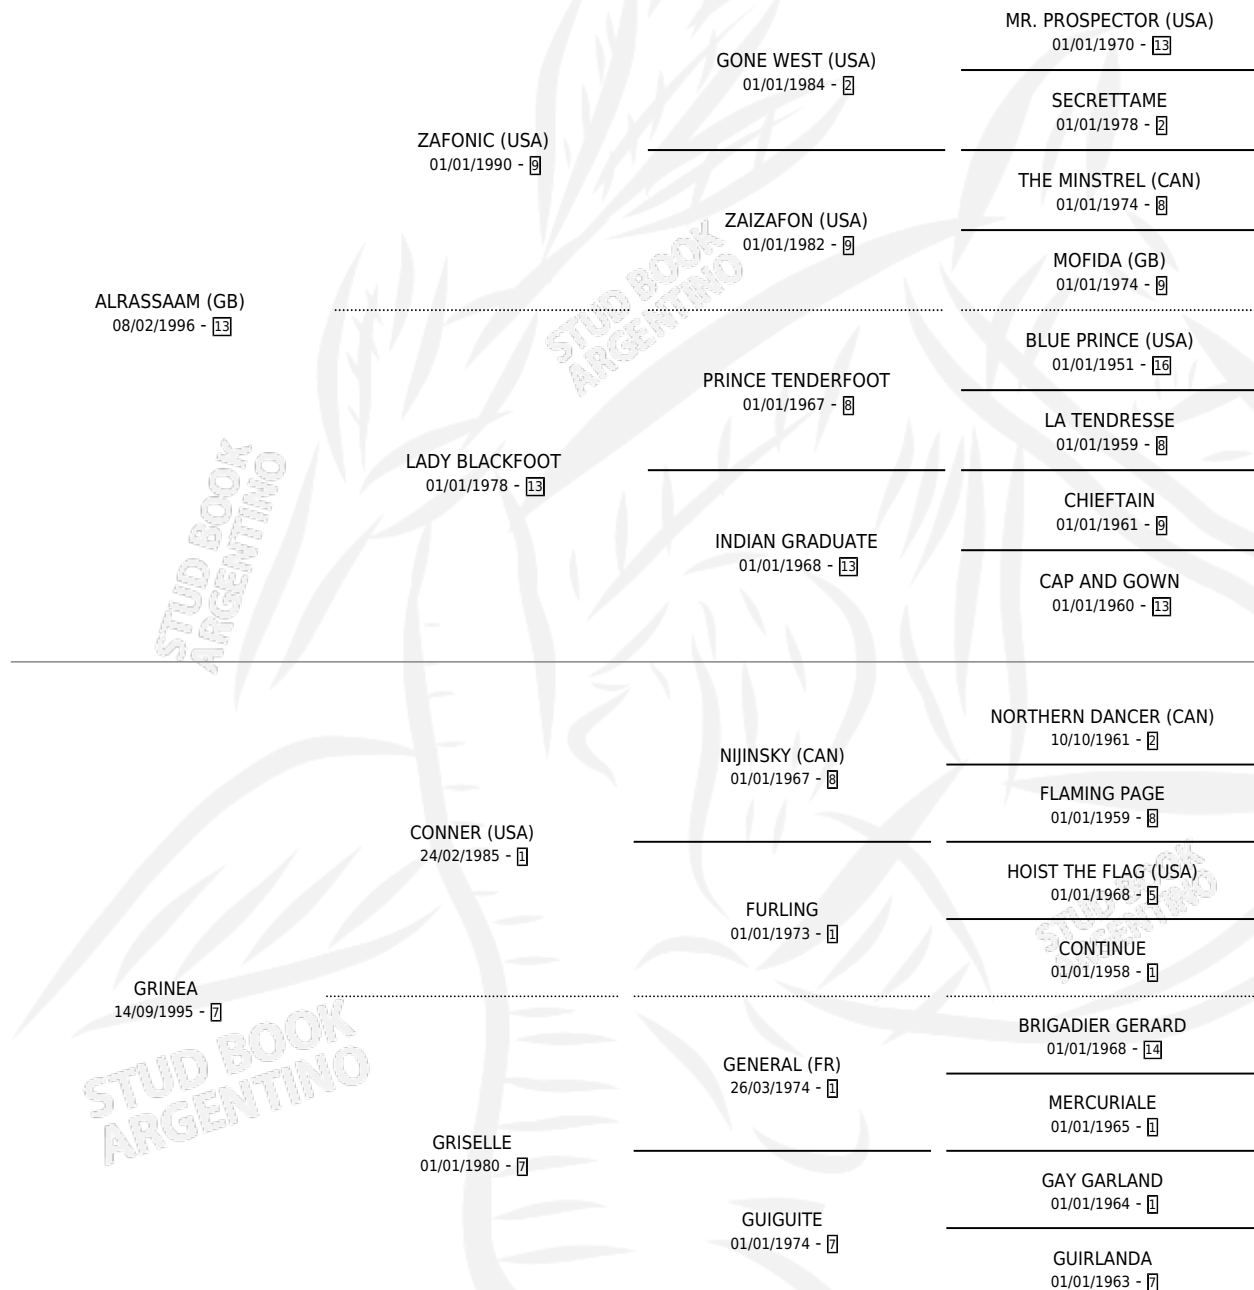 MR. PROSPECTOR (USA)
01/01/1970 - 13
GONE WEST (USA)
01/01/1984 - 2
SECRETTAME
01/01/1978 - 2
ZAFONIC (USA)
01/01/1990 - 9
THE MINSTREL (CAN)
01/01/1974 - 8
ZAIZAFON (USA)
01/01/1982 - 9
MOFIDA (GB)
01/01/1974 - 9
ALRASSAAM (GB)
08/02/1996 - 13
BLUE PRINCE (USA)
01/01/1951 - 16
PRINCE TENDERFOOT
01/01/1967 - 8
LA TENDRESSE
01/01/1959 - 8
LADY BLACKFOOT
01/01/1978 - 13
CHIEFTAIN
01/01/1961 - 9
INDIAN GRADUATE
01/01/1968 - 13
CAP AND GOWN
01/01/1960 - 13
NORTHERN DANCER (CAN)
10/10/1961 - 2
NIJINSKY (CAN)
01/01/1967 - 8
FLAMING PAGE
01/01/1959 - 8
CONNER (USA)
24/02/1985 - 1
HOIST THE FLAG (USA)
01/01/1968 - 5
FURLING
01/01/1973 - 1
CONTINUE
01/01/1958 - 1
GRINEA
14/09/1995 - 7
BRIGADIER GERARD
01/01/1968 - 14
GENERAL (FR)
26/03/1974 - 1
MERCURIALE
01/01/1965 - 1
GRISELLE
01/01/1980 - 7
GAY GARLAND
01/01/1964 - 1
GUIGUITE
01/01/1974 - 7
GUIRLANDA
01/01/1963 - 7
STUD BOOK
ARGENTINO
STUD BOOK
ARGENTINO
STUD BOOK
ARGENTINO
STUD BOOK
ARGENTINO